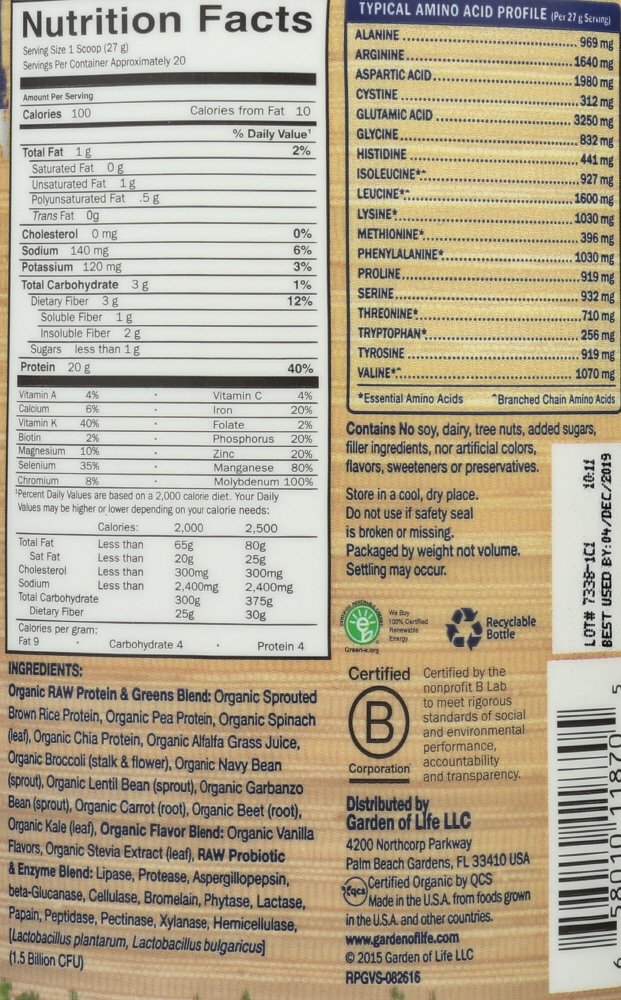 Nutrition Facts
Serving Size 1 Scoop (27 g)
Servings Per Container Approximately 20
Amount Per Serving
Calories 100 Calories from Fat 10
% Daily Value¹
Total Fat 1 g 2%
Saturated Fat 0 g
Unsaturated Fat 1 g
Polyunsaturated Fat .5 g
Trans Fat 0g
Cholesterol 0 mg 0%
Sodium 140 mg 6%
Potassium 120 mg 3%
Total Carbohydrate 3 g 1%
Dietary Fiber 3 g 12%
Soluble Fiber 1 g
Insoluble Fiber 2 g
Sugars less than 1 g
Protein 20 g 40%
Vitamin A 4% • Vitamin C 4%
Calcium 6% • Iron 20%
Vitamin K 40% • Folate 2%
Biotin 2% • Phosphorus 20%
Magnesium 10% • Zinc 20%
Selenium 35% • Manganese 80%
Chromium 8% • Molybdenum 100%
¹Percent Daily Values are based on a 2,000 calorie diet. Your Daily
Values may be higher or lower depending on your calorie needs:
Calories: 2,000 2,500
Total Fat Less than 65g 80g
Sat Fat Less than 20g 25g
Cholesterol Less than 300mg 300mg
Sodium Less than 2,400mg 2,400mg
Total Carbohydrate 300g 375g
Dietary Fiber 25g 30g
Calories per gram:
Fat 9 • Carbohydrate 4 • Protein 4
INGREDIENTS:
Organic RAW Protein & Greens Blend: Organic Sprouted
Brown Rice Protein, Organic Pea Protein, Organic Spinach
(leaf), Organic Chia Protein, Organic Alfalfa Grass Juice,
Organic Broccoli (stalk & flower), Organic Navy Bean
(sprout), Organic Lentil Bean (sprout), Organic Garbanzo
Bean (sprout), Organic Carrot (root), Organic Beet (root),
Organic Kale (leaf), Organic Flavor Blend: Organic Vanilla
Flavors, Organic Stevia Extract (leaf), RAW Probiotic
& Enzyme Blend: Lipase, Protease, Aspergillopepsin,
beta-Glucanase, Cellulase, Bromelain, Phytase, Lactase,
Papain, Peptidase, Pectinase, Xylanase, Hemicellulase,
[Lactobacillus plantarum, Lactobacillus bulgaricus]
(1.5 Billion CFU)
TYPICAL AMINO ACID PROFILE (Per 27 g Serving)
ALANINE 969 mg
ARGININE 1640 mg
ASPARTIC ACID 1980 mg
CYSTINE 312 mg
GLUTAMIC ACID 3250 mg
GLYCINE 832 mg
HISTIDINE 441 mg
ISOLEUCINE*^ 927 mg
LEUCINE*^ 1600 mg
LYSINE* 1030 mg
METHIONINE* 396 mg
PHENYLALANINE* 1030 mg
PROLINE 919 mg
SERINE 932 mg
THREONINE* 710 mg
TRYPTOPHAN* 256 mg
TYROSINE 919 mg
VALINE*^ 1070 mg
*Essential Amino Acids ^Branched Chain Amino Acids
Contains No soy, dairy, tree nuts, added sugars,
filler ingredients, nor artificial colors,
flavors, sweeteners or preservatives.
Store in a cool, dry place.
Do not use if safety seal
is broken or missing.
Packaged by weight not volume.
Settling may occur.
LOT# 7338-1C1 10:11
BEST USED BY:04/DEC/2019
We Buy
100% Certified
Renewable
Energy
Green-e.org
Recyclable
Bottle
Certified
B
Corporation
Certified by the
nonprofit B Lab
to meet rigorous
standards of social
and environmental
performance,
accountability
and transparency.
Distributed by
Garden of Life LLC
4200 Northcorp Parkway
Palm Beach Gardens, FL 33410 USA
qcs Certified Organic by QCS
Made in the U.S.A. from foods grown
in the U.S.A. and other countries.
www.gardenoflife.com
© 2015 Garden of Life LLC
RPGVS-082616
6 58010 11870 5